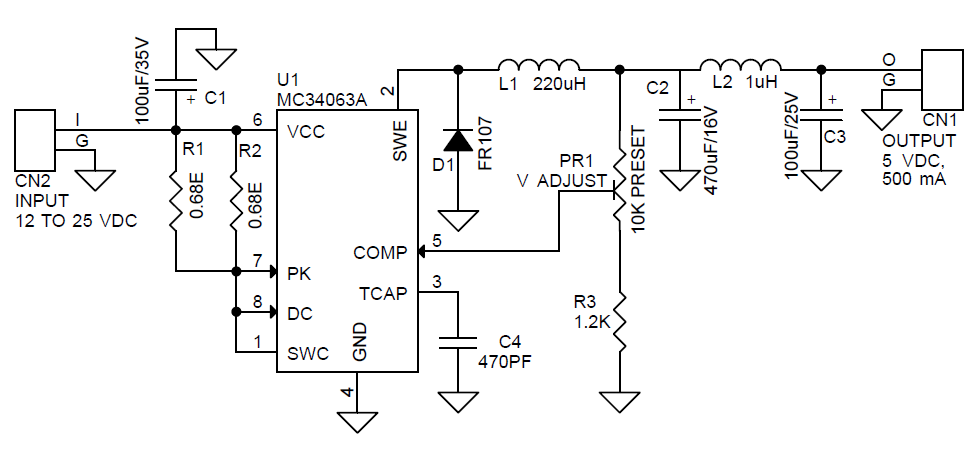 100uF/35V
+ C1
U1
MC34063A
2
L1 220uH
C2
+
470uF/16V
L2 1uH
O
G
CN1
OUTPUT
5 VDC,
500 mA
+
C3
100uF/25V
I
G
CN2
INPUT
12 TO 25 VDC
R1
0.68E
R2
0.68E
6
VCC
SWE
D1
FR107
PR1
V ADJUST
10K PRESET
5
COMP
7
PK
3
TCAP
8
DC
1
SWC
GND
4
C4
470PF
R3
1.2K